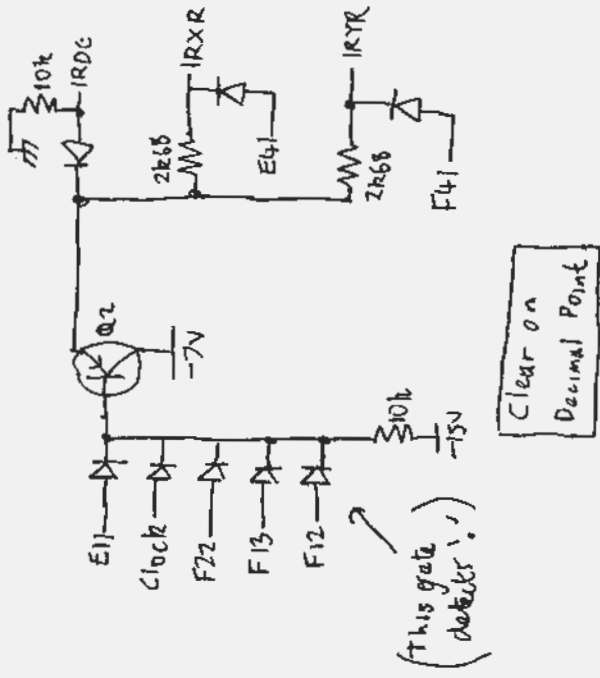 10k
IRDC
E11
Q2
Clock
-7V
IRXR
2k68
F22
F13
E41
F12
IRYR
2k68
10k
-15V
F41
(This gate
detects '.')
Clear on
Decimal Point